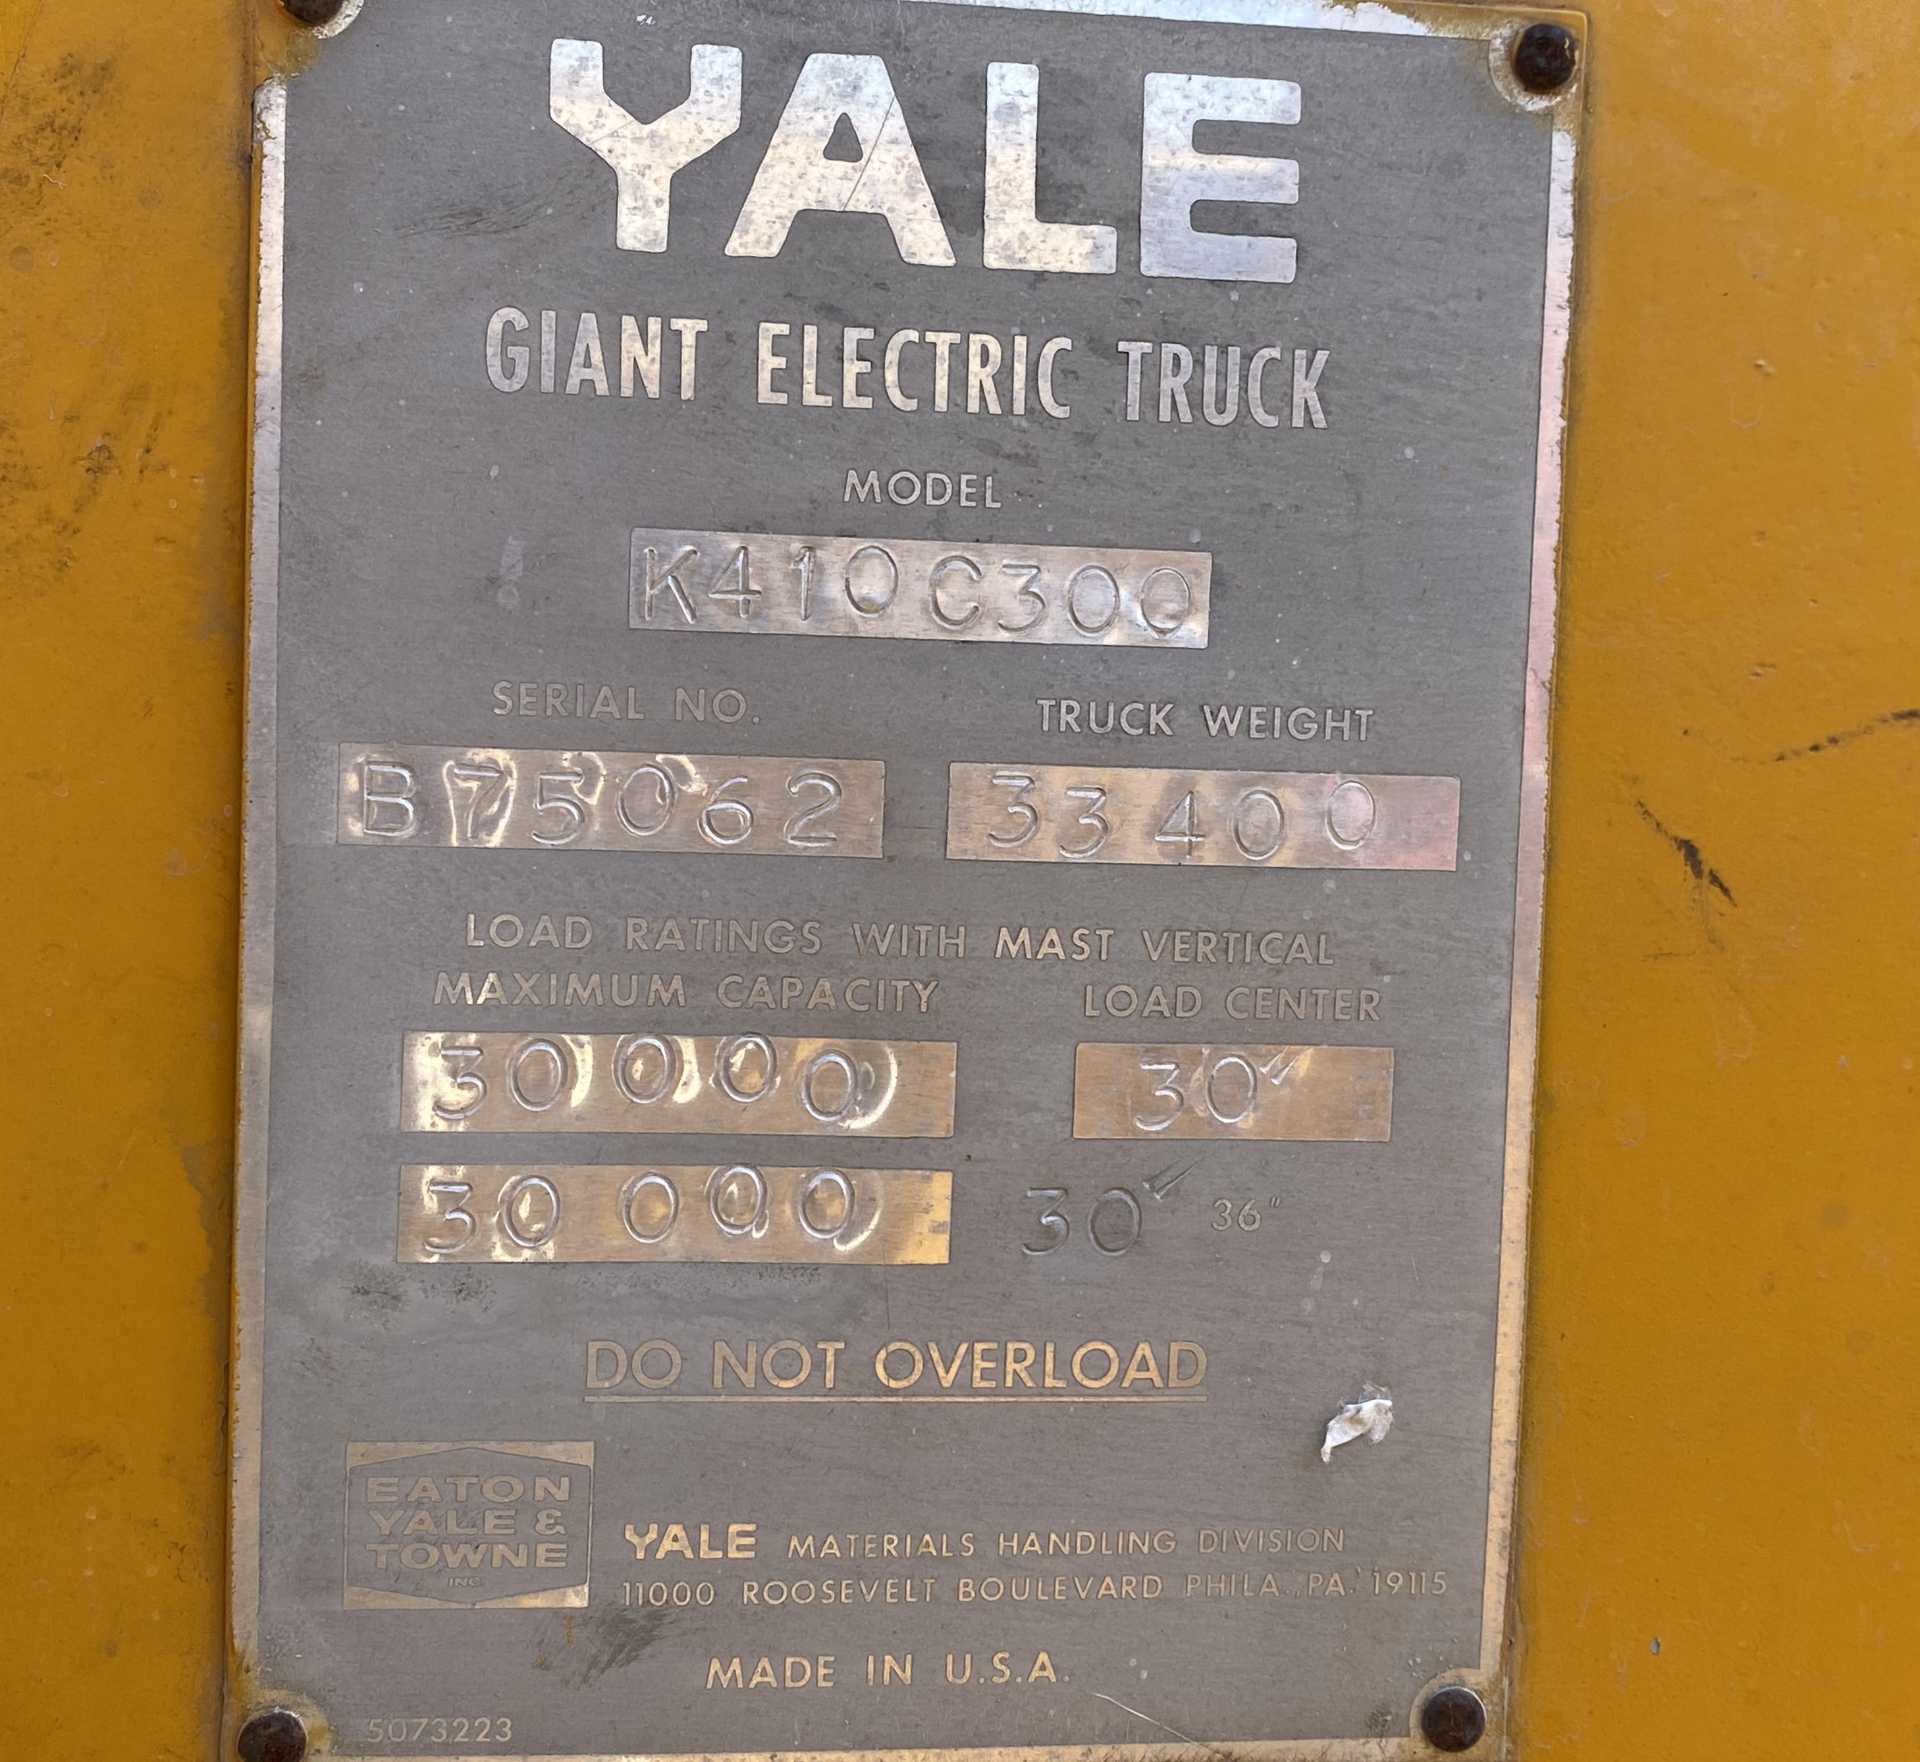 YALE
GIANT ELECTRIC TRUCK
MODEL
K410C300
SERIAL NO. TRUCK WEIGHT
B75062 33400
LOAD RATINGS WITH MAST VERTICAL
MAXIMUM CAPACITY LOAD CENTER
30000 30"
30000 30" 36"
DO NOT OVERLOAD
EATON
YALE &
TOWNE
INC.
YALE MATERIALS HANDLING DIVISION
11000 ROOSEVELT BOULEVARD PHILA., PA. 19115
MADE IN U.S.A.
5073223